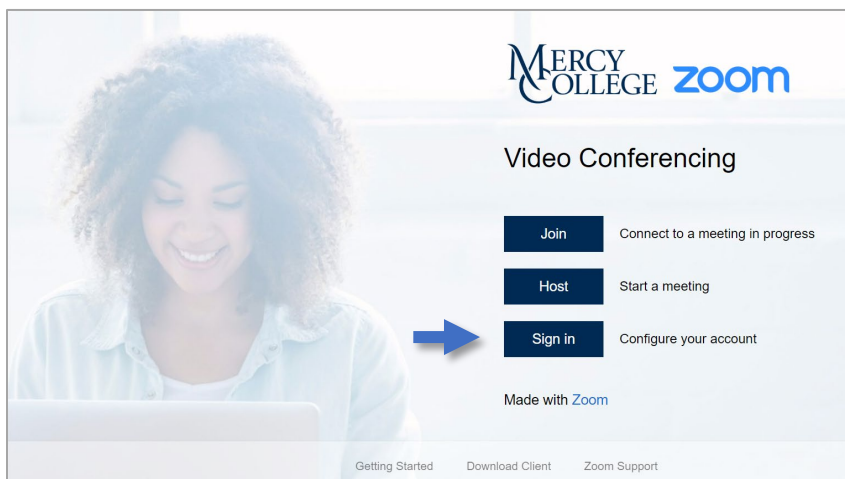 MERCY
COLLEGE zoom
Video Conferencing
Join Connect to a meeting in progress
Host Start a meeting
Sign in Configure your account
Made with Zoom
Getting Started Download Client Zoom Support